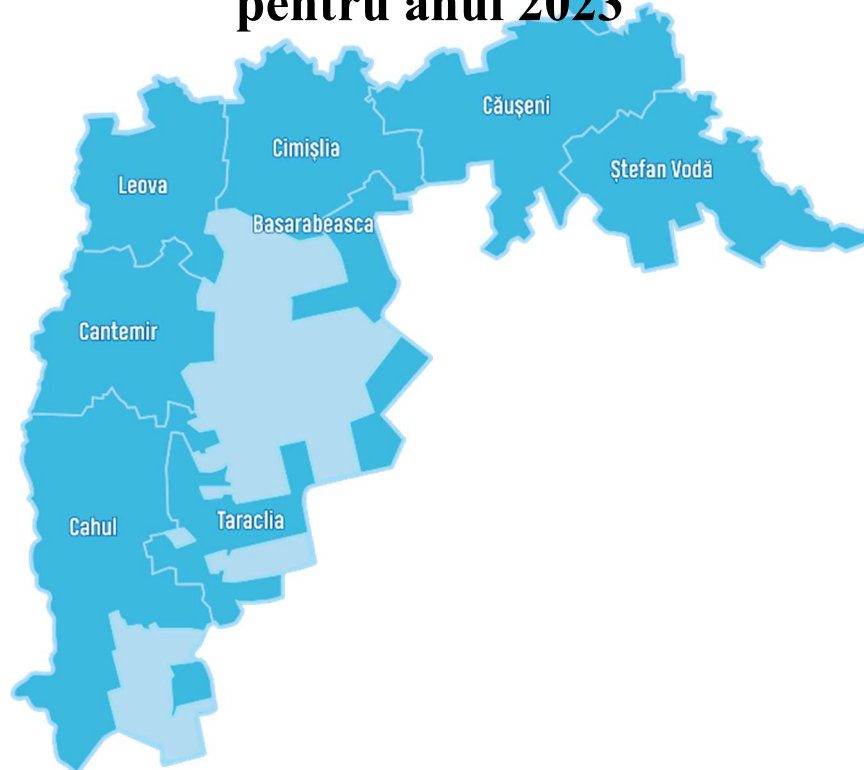 pentru anul 2023
Căușeni
Cimișlia
Ștefan Vodă
Leova
Basarabeasca
Cantemir
Taraclia
Cahul